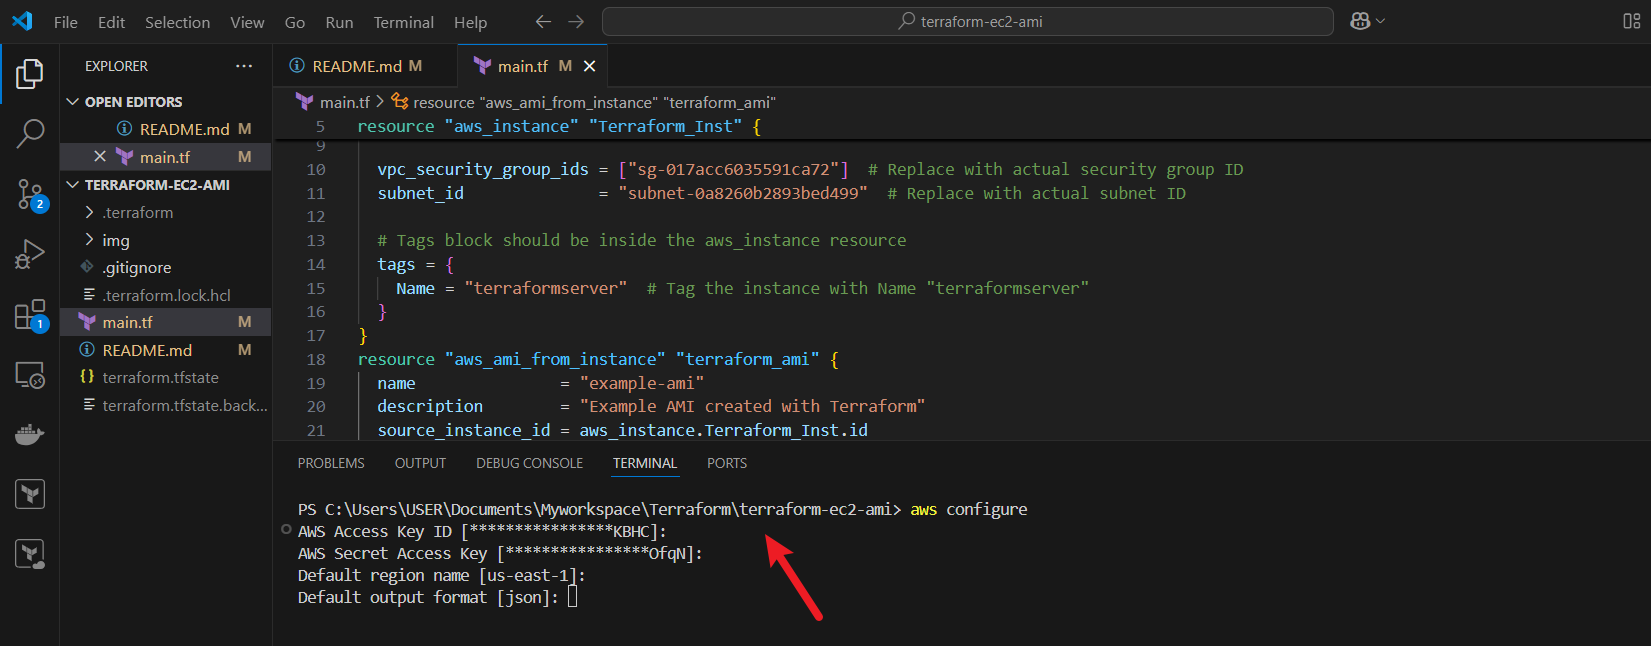 File Edit Selection View Go Run Terminal Help
terraform-ec2-ami
EXPLORER
OPEN EDITORS
README.md M
main.tf M
TERRAFORM-EC2-AMI
.terraform
img
.gitignore
.terraform.lock.hcl
main.tf M
README.md M
terraform.tfstate
terraform.tfstate.back...
2
1
README.md M
main.tf M
main.tf > resource "aws_ami_from_instance" "terraform_ami"
5 resource "aws_instance" "Terraform_Inst" {
9
10 vpc_security_group_ids = ["sg-017acc6035591ca72"] # Replace with actual security group ID
11 subnet_id = "subnet-0a8260b2893bed499" # Replace with actual subnet ID
12
13 # Tags block should be inside the aws_instance resource
14 tags = {
15 Name = "terraformserver" # Tag the instance with Name "terraformserver"
16 }
17 }
18 resource "aws_ami_from_instance" "terraform_ami" {
19 name = "example-ami"
20 description = "Example AMI created with Terraform"
21 source_instance_id = aws_instance.Terraform_Inst.id
PROBLEMS OUTPUT DEBUG CONSOLE TERMINAL PORTS
PS C:\Users\USER\Documents\Myworkspace\Terraform\terraform-ec2-ami> aws configure
AWS Access Key ID [****************KBHC]:
AWS Secret Access Key [****************OfqN]:
Default region name [us-east-1]:
Default output format [json]: